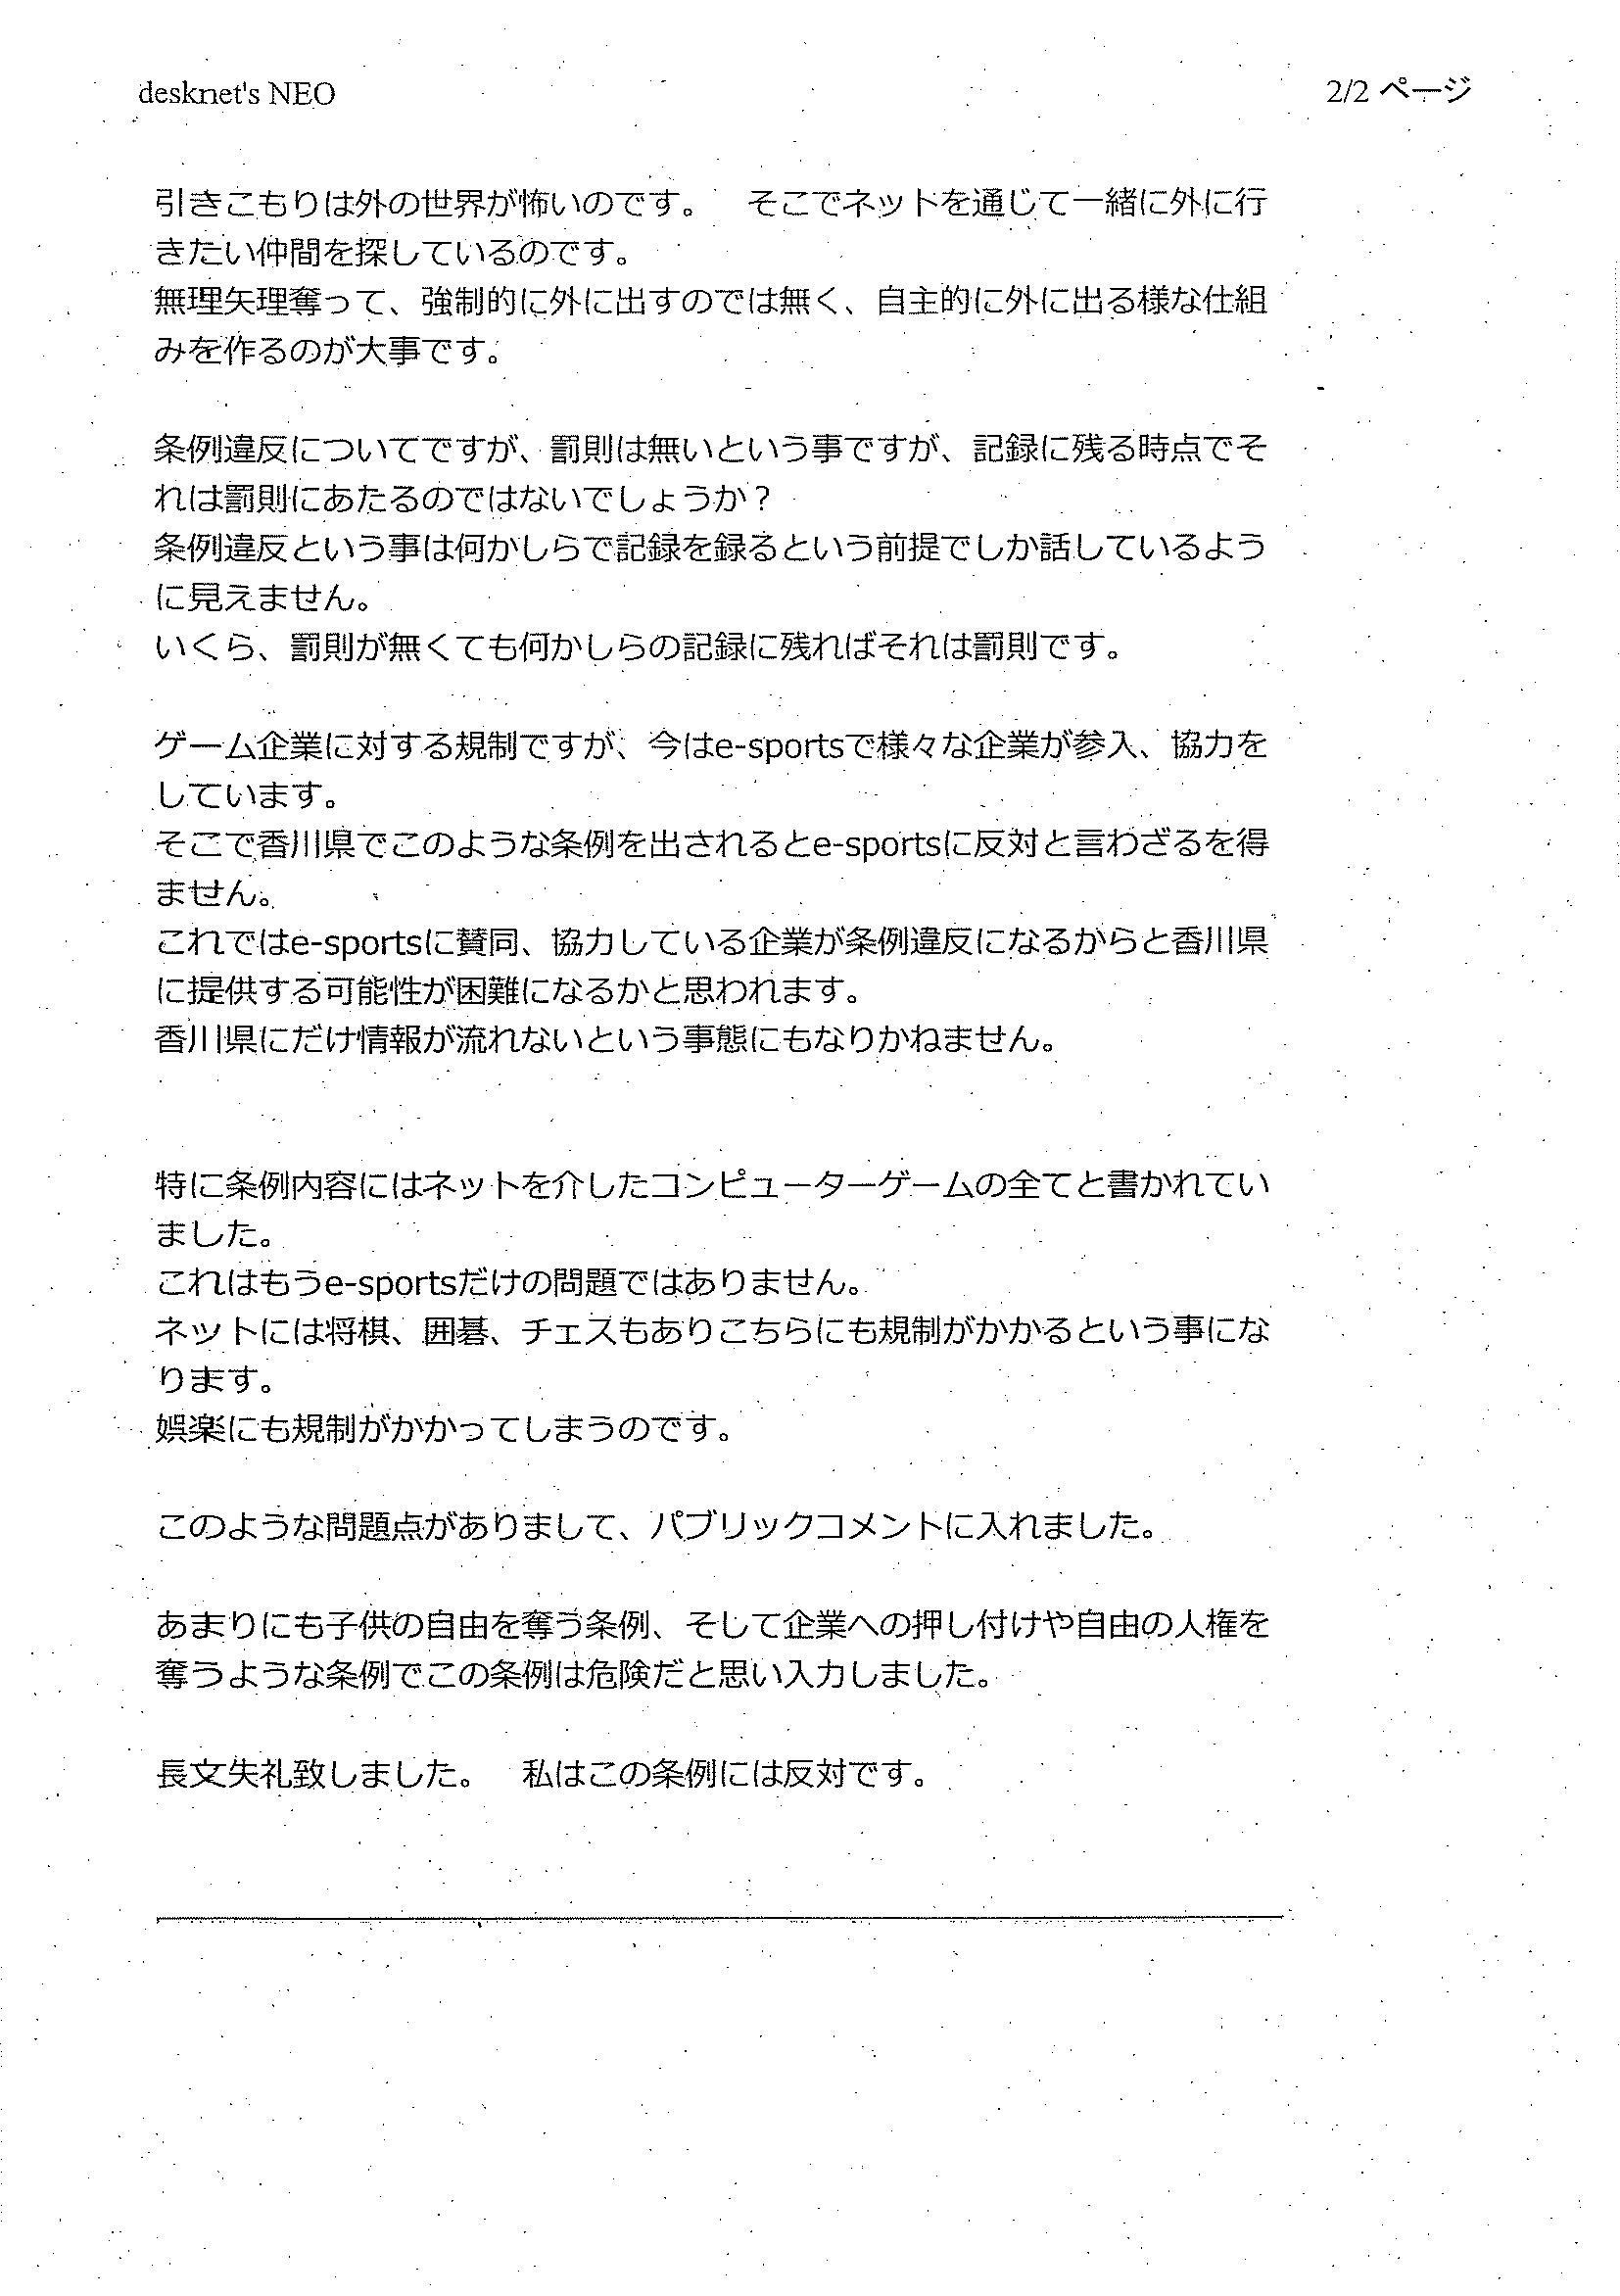 desknet's NEO
2/2 ページ
引きこもりは外の世界が怖いのです。　そこでネットを通じて一緒に外に行
きたい仲間を探しているのです。
無理矢理奪って、強制的に外に出すのでは無く、自主的に外に出る様な仕組
みを作るのが大事です。
条例違反についてですが、罰則は無いという事ですが、記録に残る時点でそ
れは罰則にあたるのではないでしょうか？
条例違反という事は何かしらで記録を録るという前提でしか話しているよう
に見えません。
いくら、罰則が無くても何かしらの記録に残ればそれは罰則です。
ゲーム企業に対する規制ですが、今はe-sportsで様々な企業が参入、協力を
しています。
そこで香川県でこのような条例を出されるとe-sportsに反対と言わざるを得
ません。
これではe-sportsに賛同、協力している企業が条例違反になるからと香川県
に提供する可能性が困難になるかと思われます。
香川県にだけ情報が流れないという事態にもなりかねません。
特に条例内容にはネットを介したコンピューターゲームの全てと書かれてい
ました。
これはもうe-sportsだけの問題ではありません。
ネットには将棋、囲碁、チェスもありこちらにも規制がかかるという事にな
ります。
娯楽にも規制がかかってしまうのです。
このような問題点がありまして、パブリックコメントに入れました。
あまりにも子供の自由を奪う条例、そして企業への押し付けや自由の人権を
奪うような条例でこの条例は危険だと思い入力しました。
長文失礼致しました。　私はこの条例には反対です。